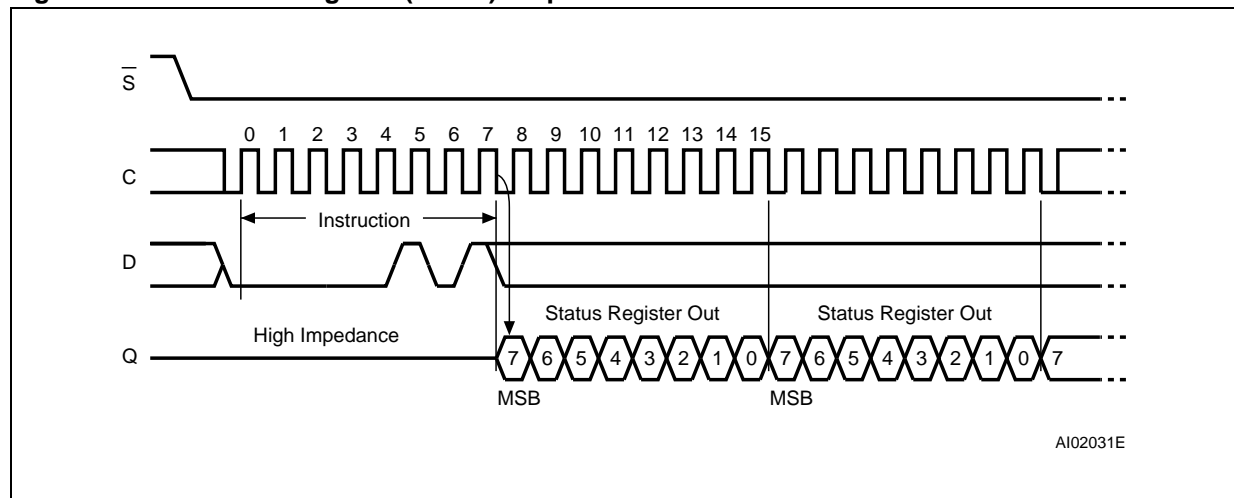 S
0 1 2 3 4 5 6 7 8 9 10 11 12 13 14 15
C
Instruction
D
Status Register Out Status Register Out
High Impedance
Q 7 6 5 4 3 2 1 0 7 6 5 4 3 2 1 0 7
MSB MSB
AI02031E